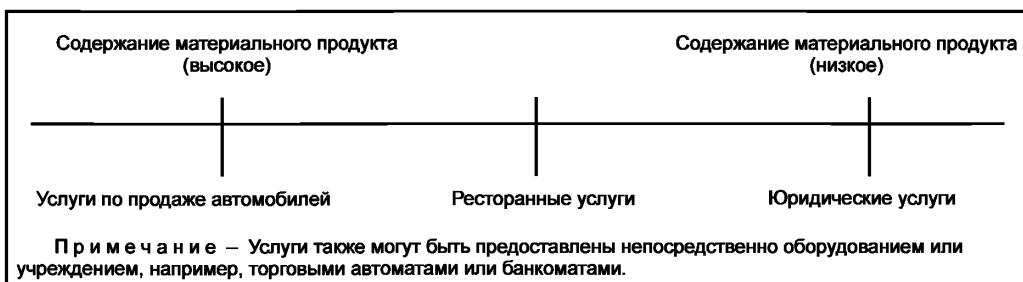 Содержание материального продукта
(высокое)
Содержание материального продукта
(низкое)
Услуги по продаже автомобилей
Ресторанные услуги
Юридические услуги
П р и м е ч а н и е – Услуги также могут быть предоставлены непосредственно оборудованием или
учреждением, например, торговыми автоматами или банкоматами.